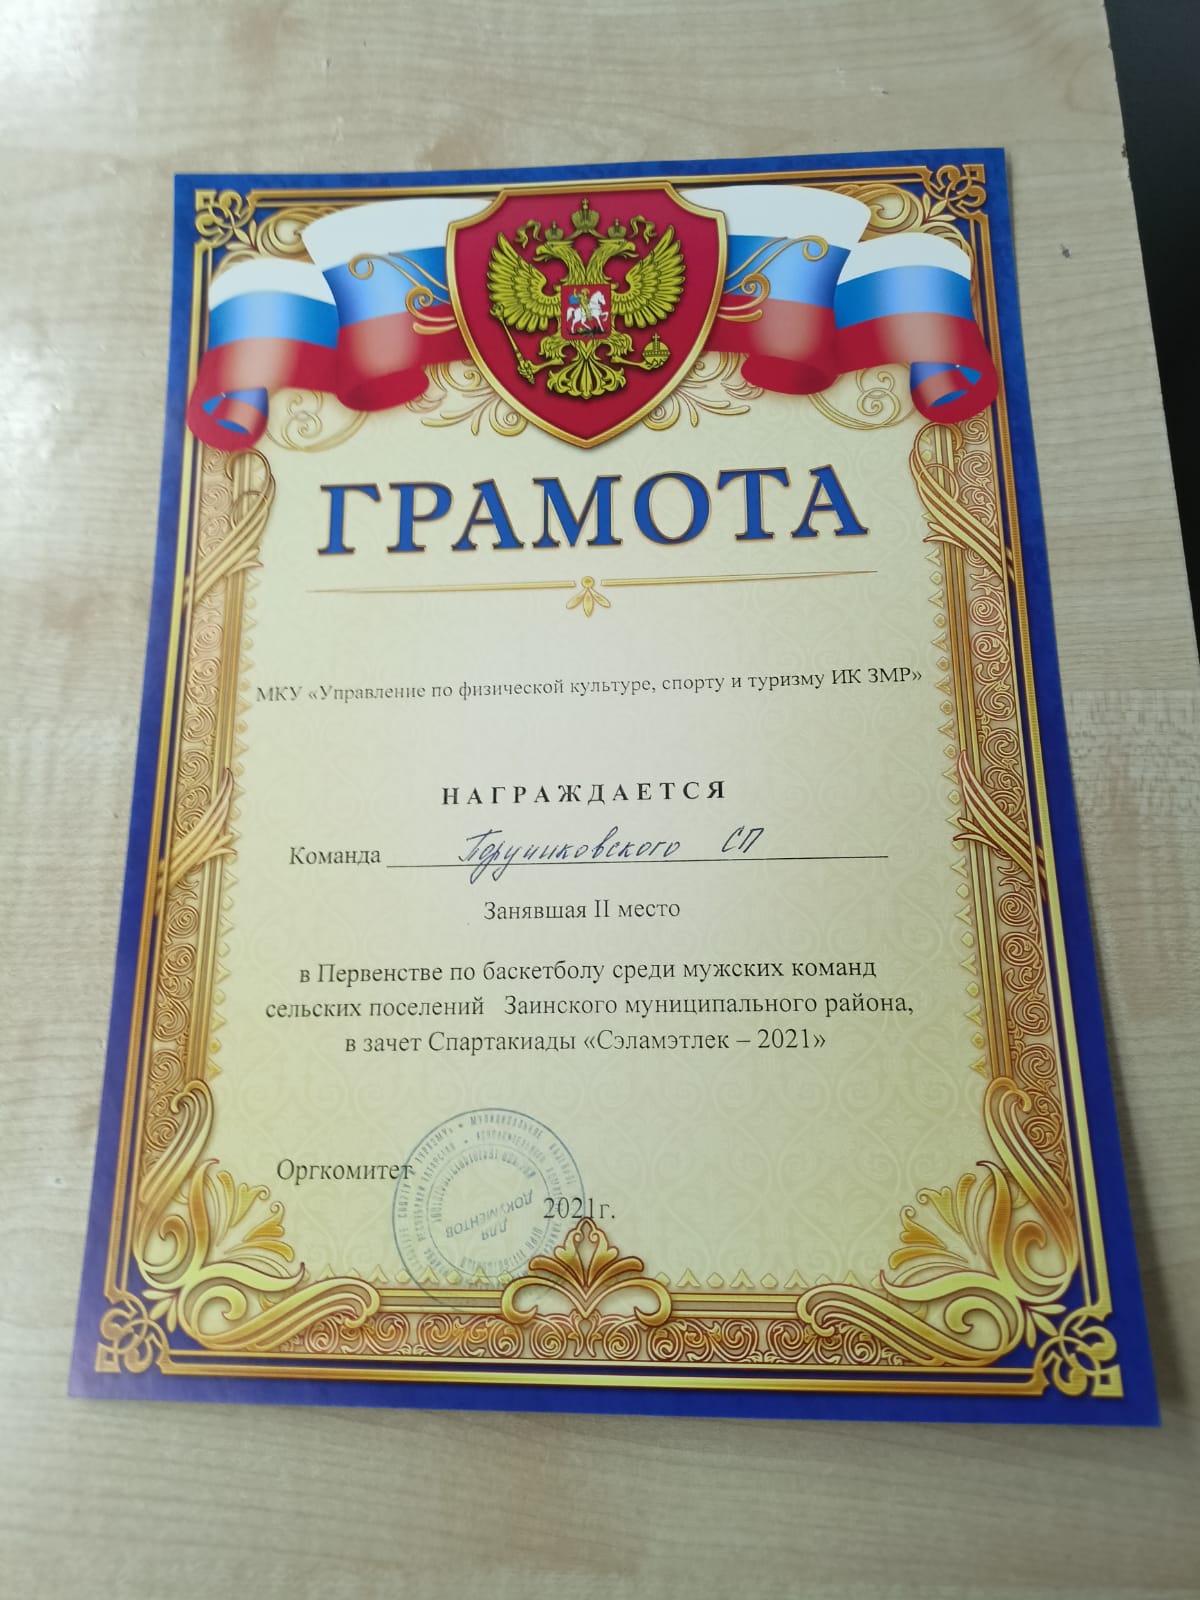 ГРАМОТА
МКУ «Управление по физической культуре, спорту и туризму ИК ЗМР»
НАГРАЖДАЕТСЯ
Команда Поручиковского СП
Занявшая II место
в Первенстве по баскетболу среди мужских команд
сельских поселений Заинского муниципального района,
в зачет Спартакиады «Сэламэтлек – 2021»
Оргкомитет
2021г.
ДЛЯ
ДОКУМЕНТОВ